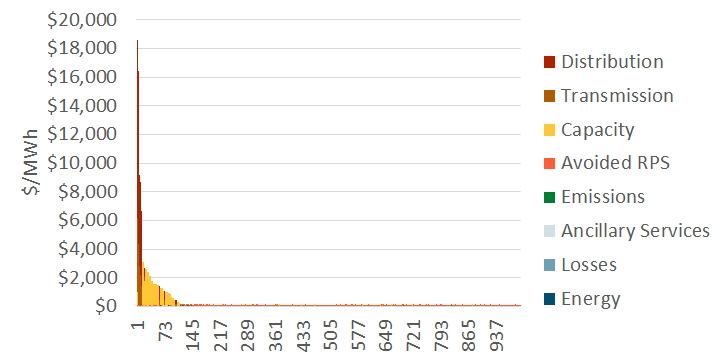 $20,000
$18,000
$16,000
$14,000
$12,000
$10,000
$8,000
$6,000
$4,000
$2,000
$0
$/MWh
1
73
145
217
289
361
433
505
577
649
721
793
865
937
Distribution
Transmission
Capacity
Avoided RPS
Emissions
Ancillary Services
Losses
Energy